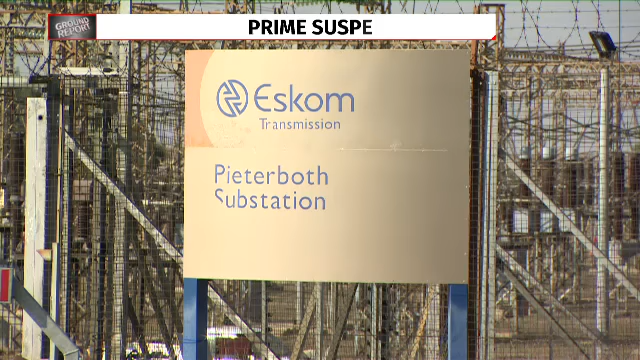 GROUND
REPORT
PRIME SUSPE
Eskom
Transmission
Pieterboth
Substation